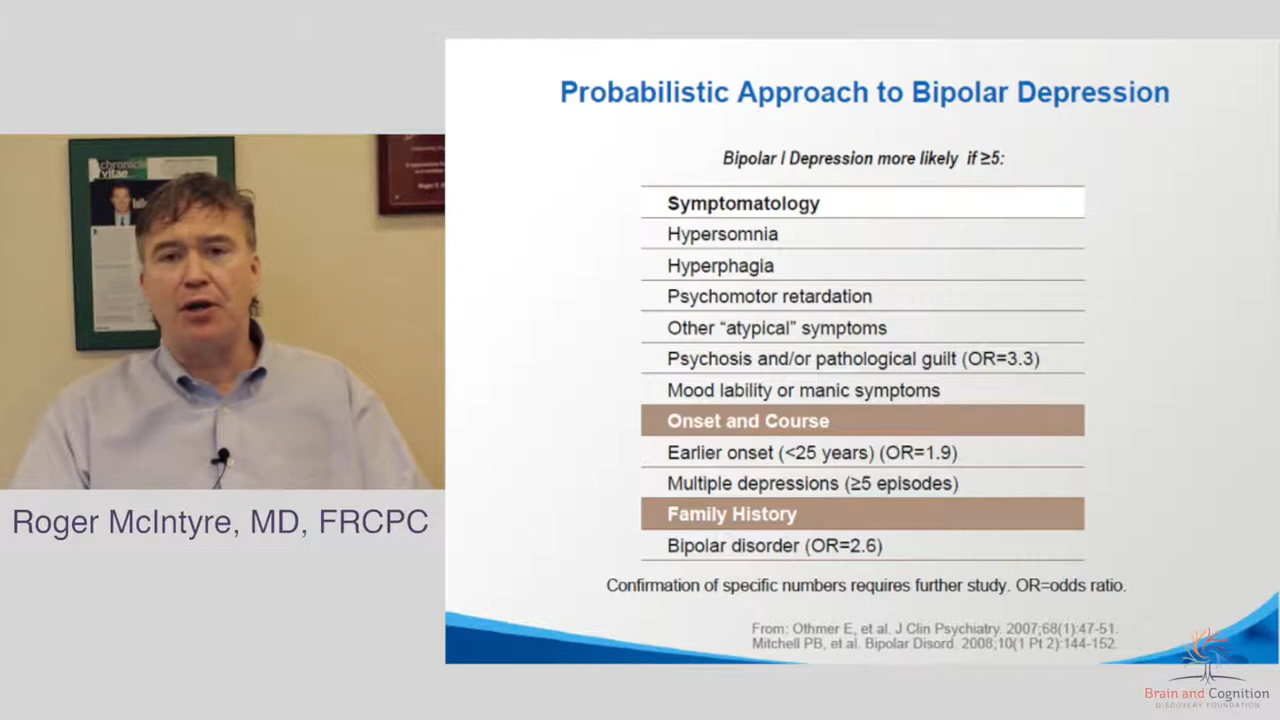 chronicle
vitae
Roger McIntyre, MD, FRCPC
Probabilistic Approach to Bipolar Depression
Bipolar I Depression more likely if ≥5:
Symptomatology
Hypersomnia
Hyperphagia
Psychomotor retardation
Other “atypical” symptoms
Psychosis and/or pathological guilt (OR=3.3)
Mood lability or manic symptoms
Onset and Course
Earlier onset (<25 years) (OR=1.9)
Multiple depressions (≥5 episodes)
Family History
Bipolar disorder (OR=2.6)
Confirmation of specific numbers requires further study. OR=odds ratio.
From: Othmer E, et al. J Clin Psychiatry. 2007;68(1):47-51.
Mitchell PB, et al. Bipolar Disord. 2008;10(1 Pt 2):144-152.
Brain and Cognition
DISCOVERY FOUNDATION